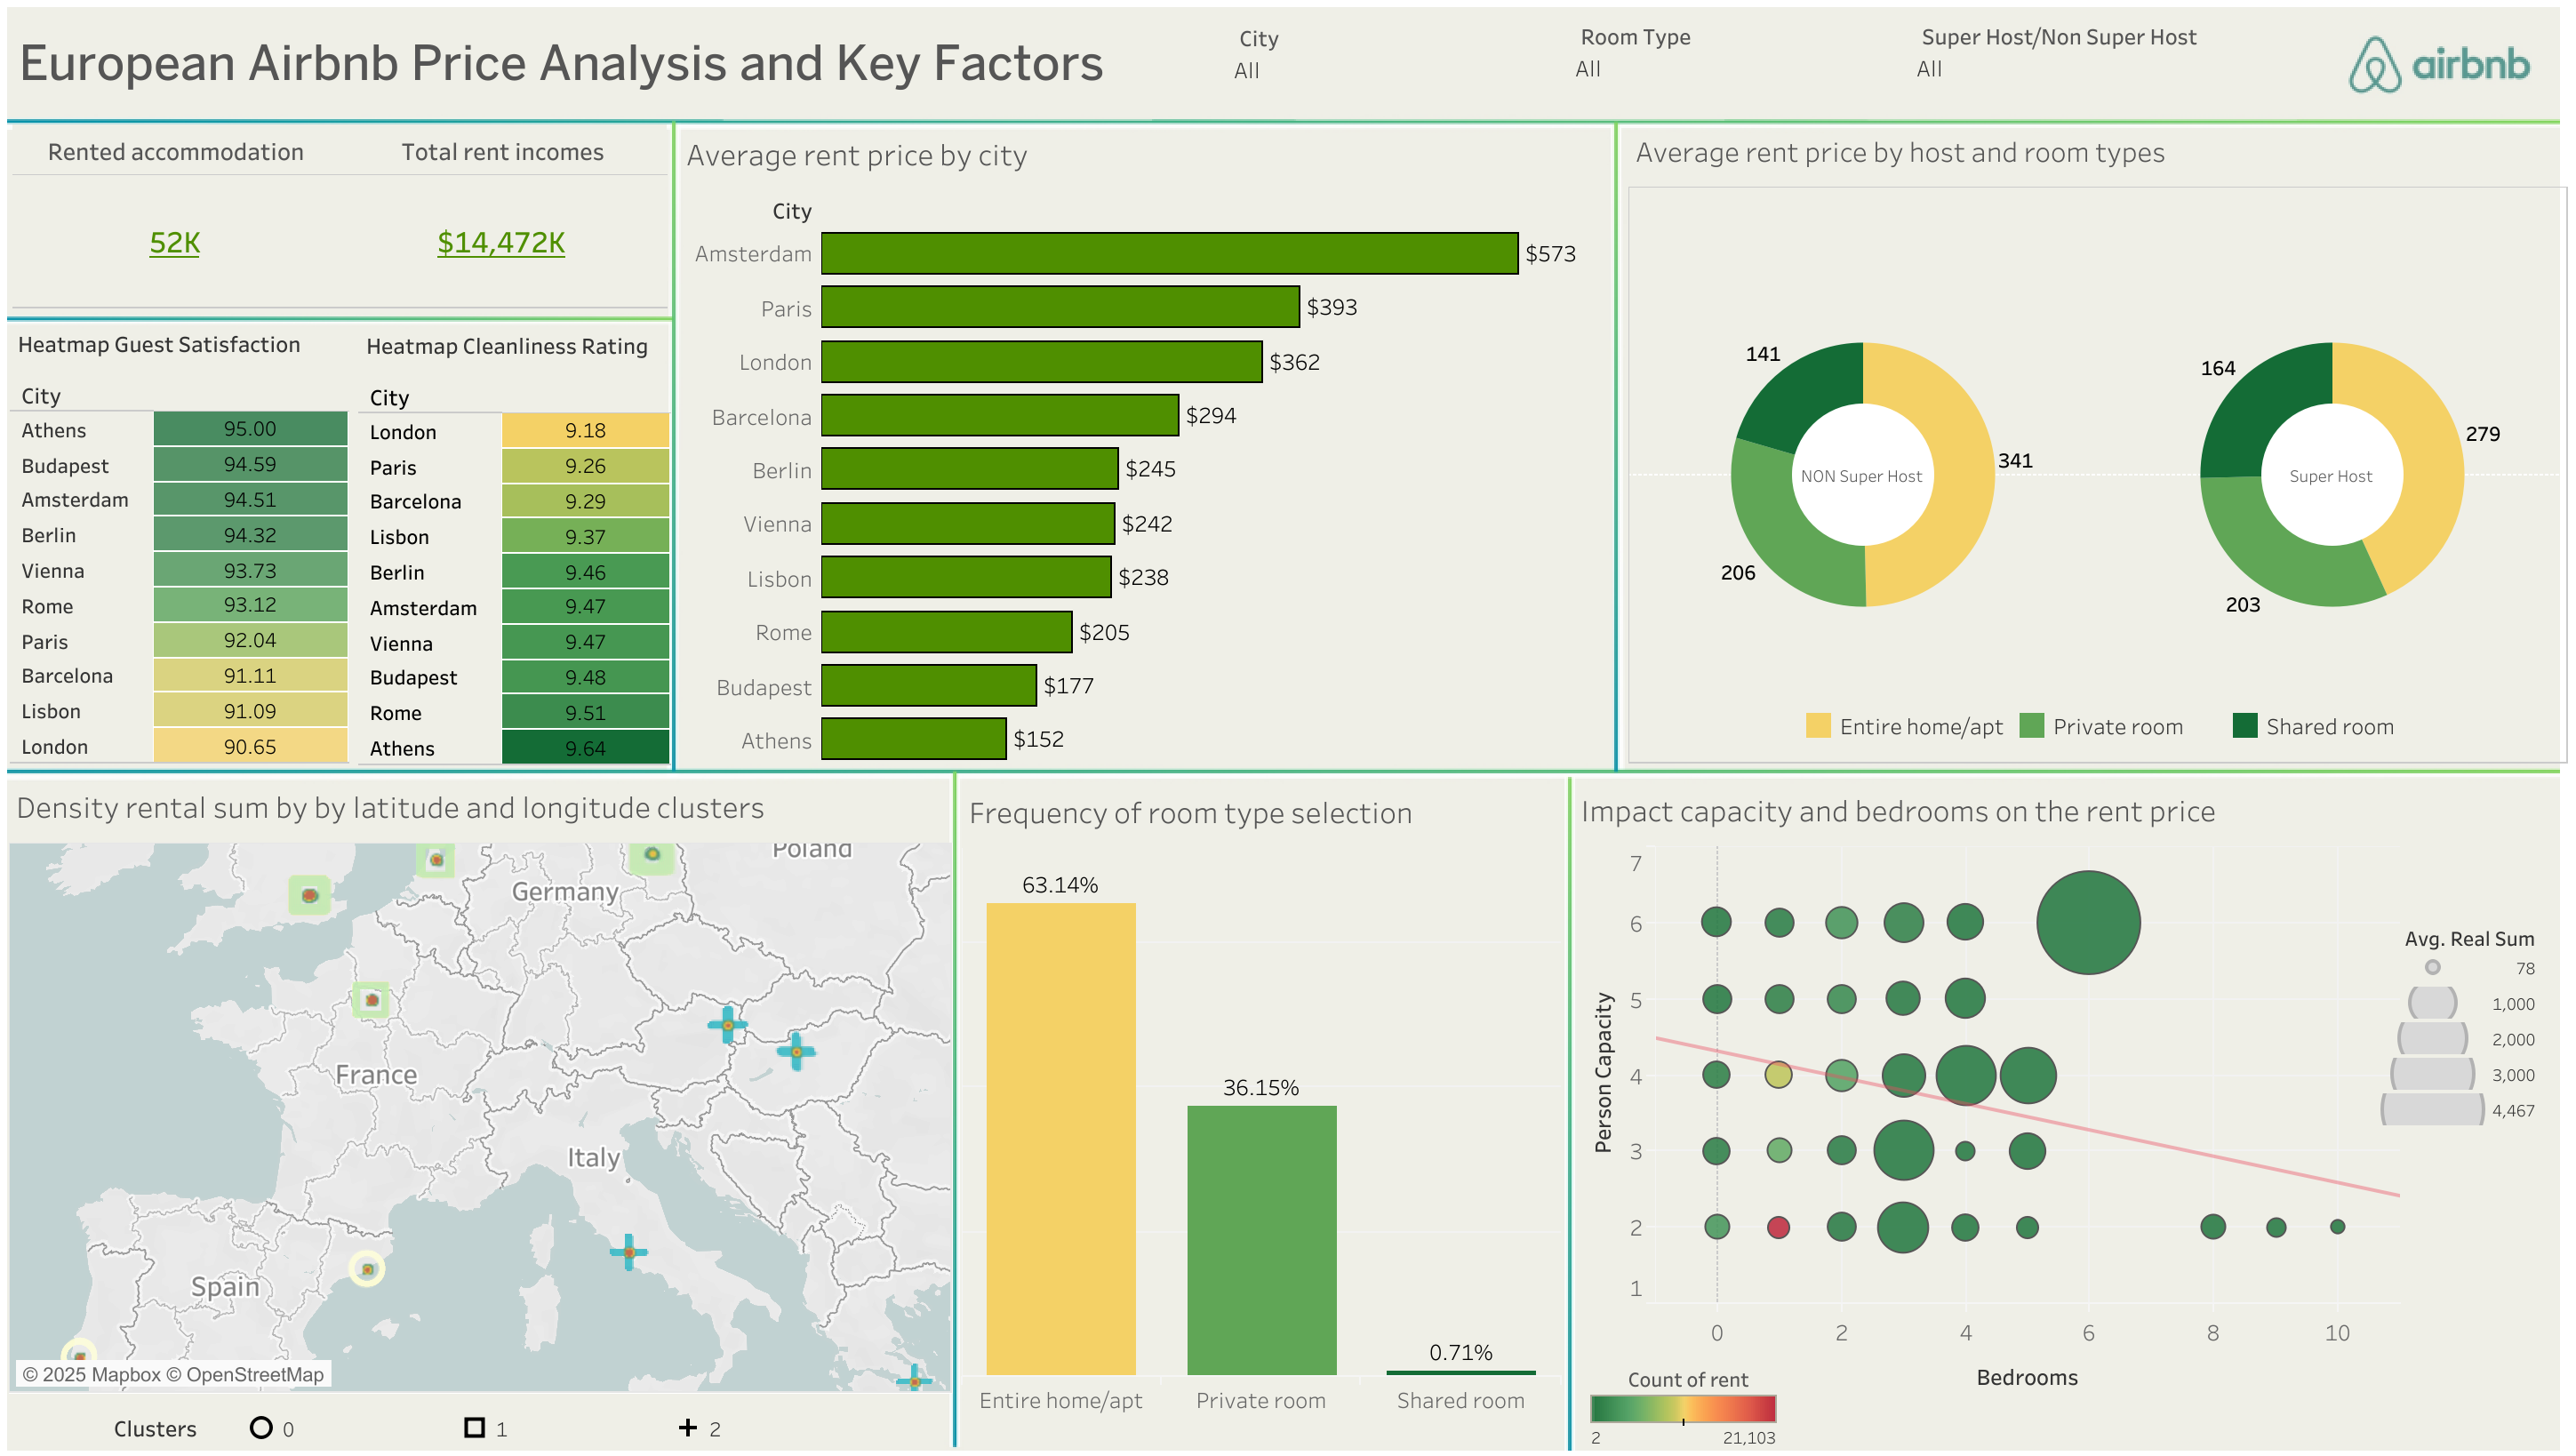 European Airbnb Price Analysis and Key Factors
City
All
Room Type
All
Super Host/Non Super Host
All
airbnb
Rented accommodation
Total rent incomes
52K
$14,472K
Heatmap Guest Satisfaction
City
Athens 95.00
Budapest 94.59
Amsterdam 94.51
Berlin 94.32
Vienna 93.73
Rome 93.12
Paris 92.04
Barcelona 91.11
Lisbon 91.09
London 90.65
Heatmap Cleanliness Rating
City
London 9.18
Paris 9.26
Barcelona 9.29
Lisbon 9.37
Berlin 9.46
Amsterdam 9.47
Vienna 9.47
Budapest 9.48
Rome 9.51
Athens 9.64
Average rent price by city
City
Amsterdam $573
Paris $393
London $362
Barcelona $294
Berlin $245
Vienna $242
Lisbon $238
Rome $205
Budapest $177
Athens $152
Average rent price by host and room types
141
341
206
NON Super Host
164
279
203
Super Host
Entire home/apt Private room Shared room
Density rental sum by by latitude and longitude clusters
Poland
Germany
France
Italy
Spain
© 2025 Mapbox © OpenStreetMap
Clusters 0 1 2
Frequency of room type selection
63.14%
36.15%
0.71%
Entire home/apt Private room Shared room
Impact capacity and bedrooms on the rent price
Person Capacity
7
6
5
4
3
2
1
0 2 4 6 8 10
Bedrooms
Avg. Real Sum
78
1,000
2,000
3,000
4,467
Count of rent
2 21,103